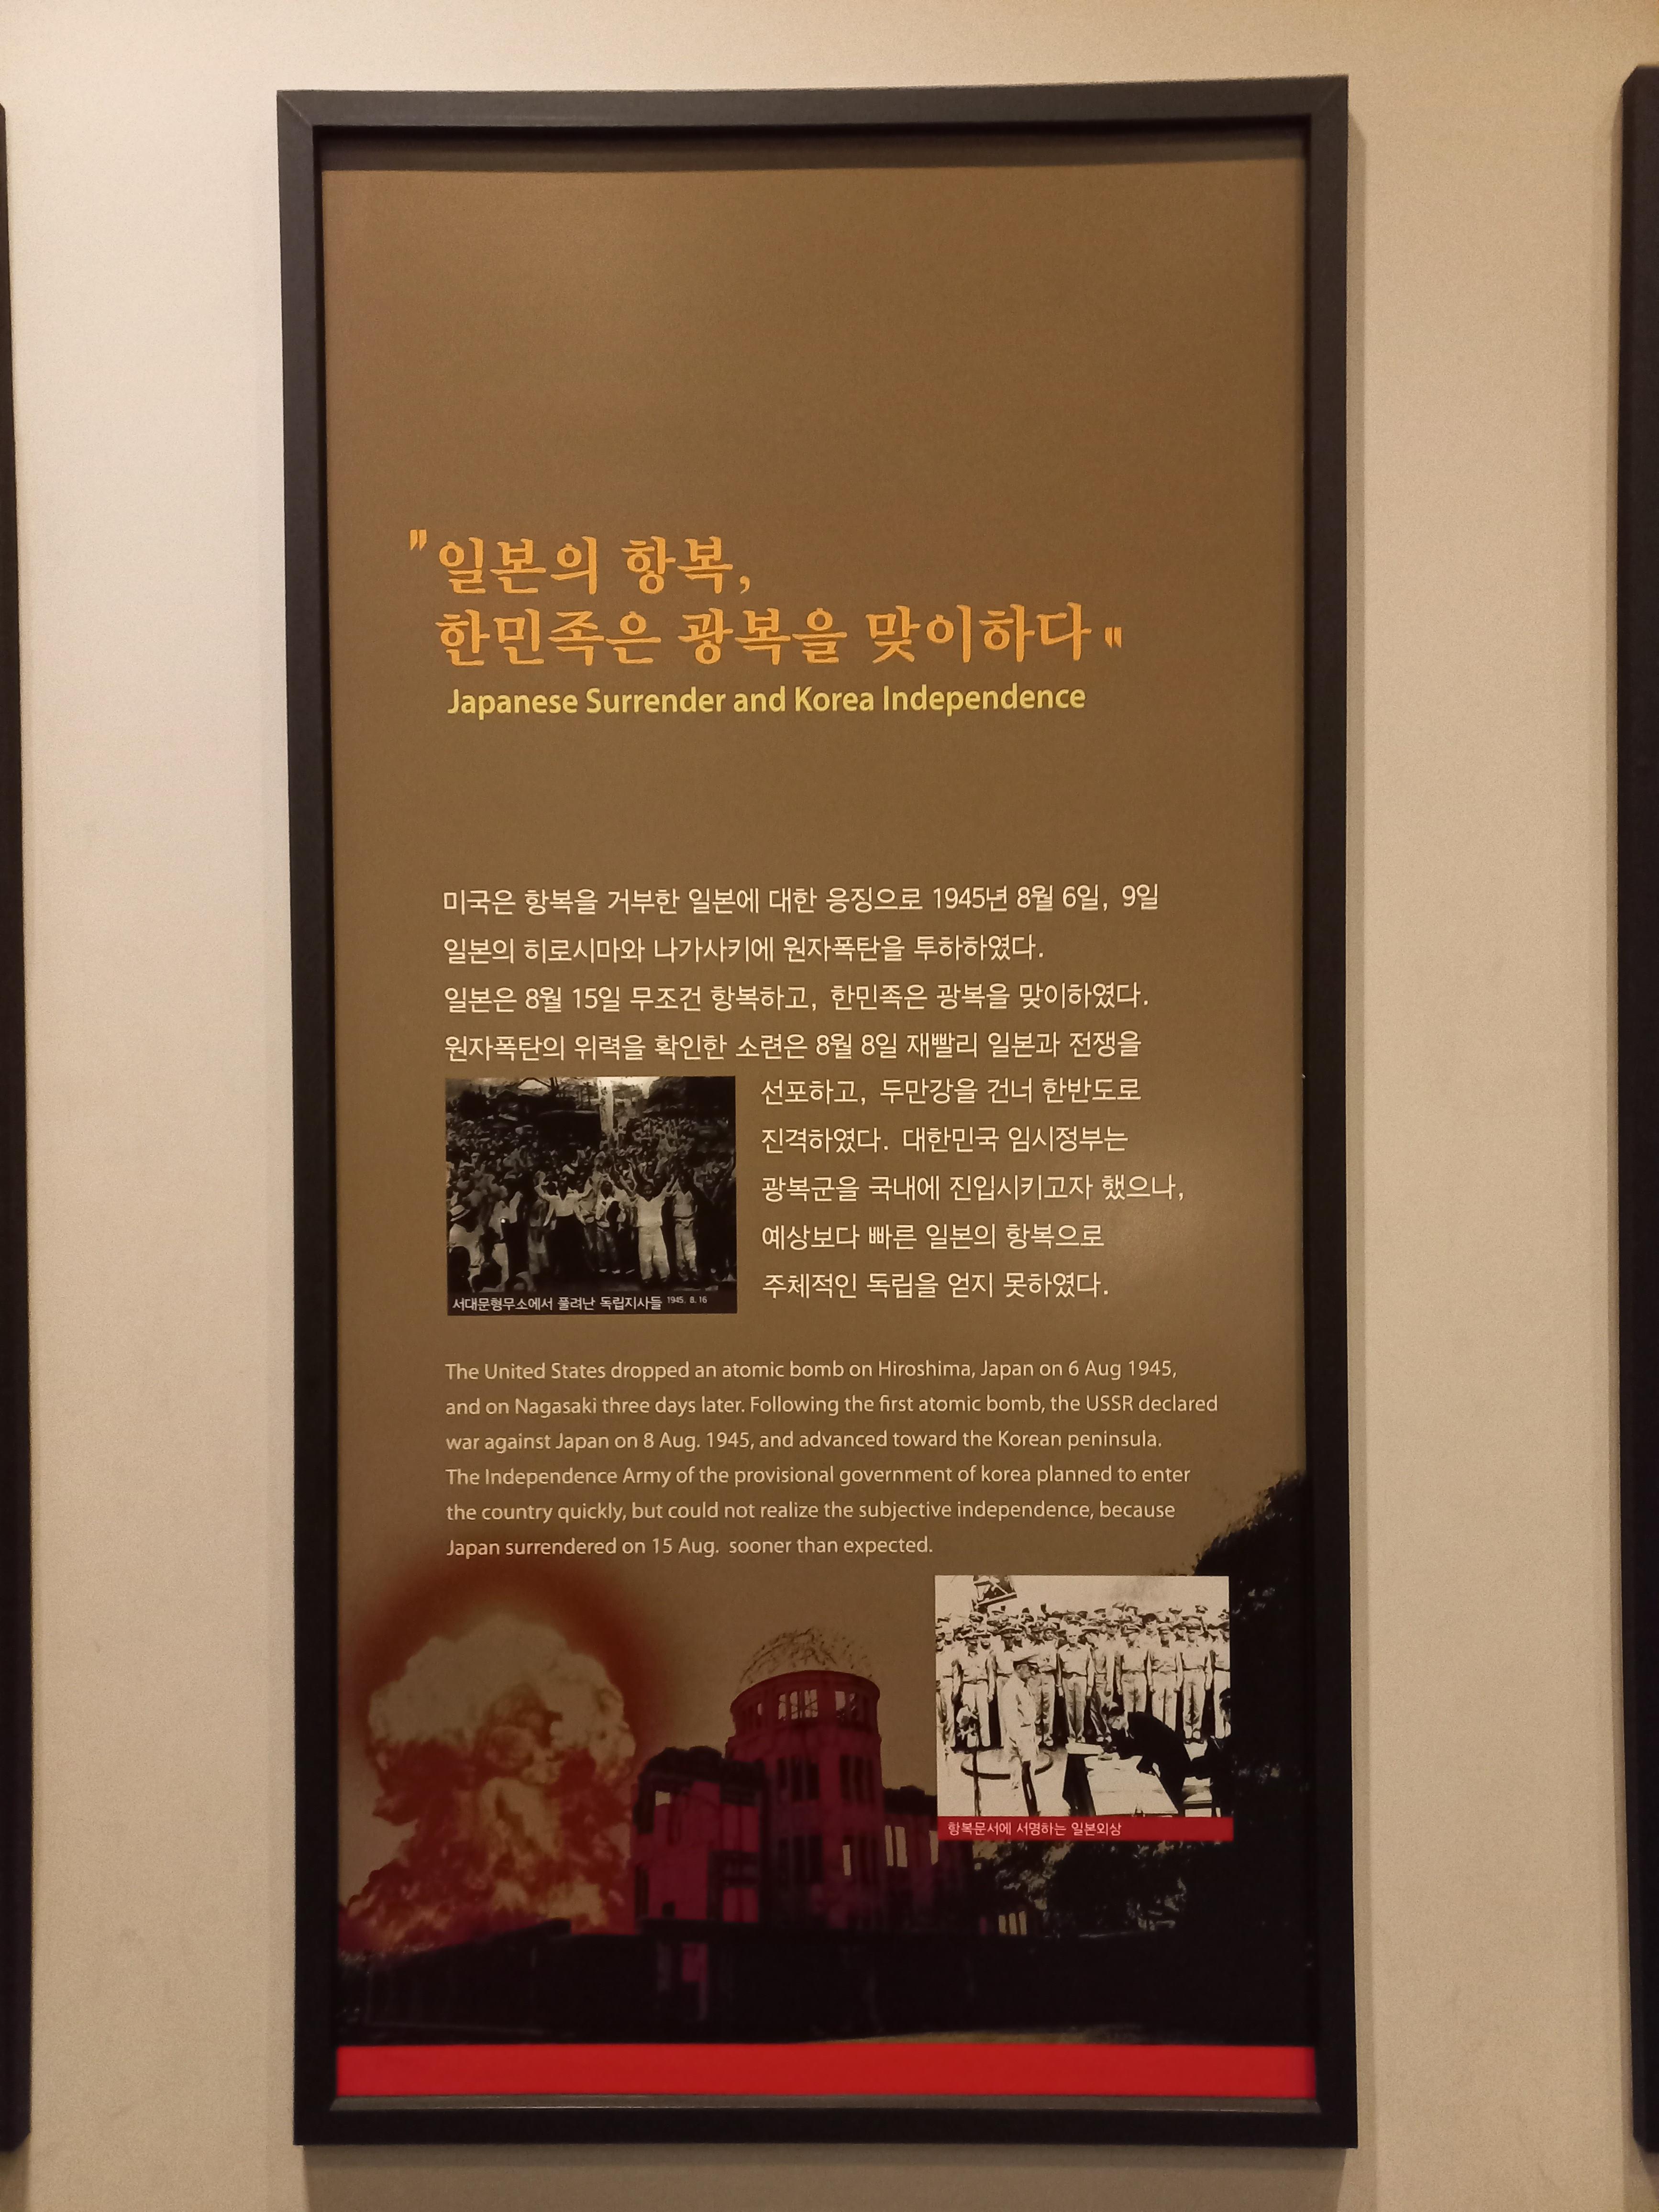 "일본의 항복,
한민족은 광복을 맞이하다"
Japanese Surrender and Korea Independence
미국은 항복을 거부한 일본에 대한 응징으로 1945년 8월 6일, 9일
일본의 히로시마와 나가사키에 원자폭탄을 투하하였다.
일본은 8월 15일 무조건 항복하고, 한민족은 광복을 맞이하였다.
원자폭탄의 위력을 확인한 소련은 8월 8일 재빨리 일본과 전쟁을
선포하고, 두만강을 건너 한반도로
진격하였다. 대한민국 임시정부는
광복군을 국내에 진입시키고자 했으나,
예상보다 빠른 일본의 항복으로
주체적인 독립을 얻지 못하였다.
서대문형무소에서 풀려난 독립지사들 1945. 8. 16
The United States dropped an atomic bomb on Hiroshima, Japan on 6 Aug 1945,
and on Nagasaki three days later. Following the first atomic bomb, the USSR declared
war against Japan on 8 Aug. 1945, and advanced toward the Korean peninsula.
The Independence Army of the provisional government of korea planned to enter
the country quickly, but could not realize the subjective independence, because
Japan surrendered on 15 Aug. sooner than expected.
항복문서에 서명하는 일본외상